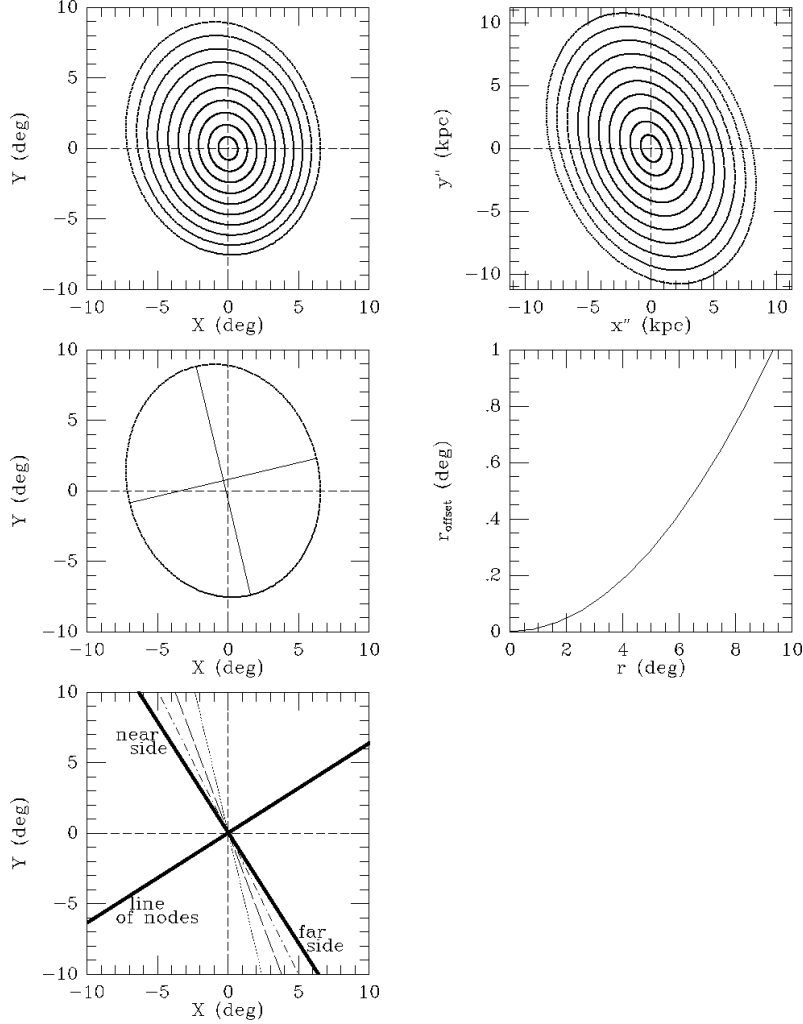 10
5
0
−5
−10
Y (deg)
−10 −5 0 5 10
X (deg)
10
5
0
−5
−10
y" (kpc)
−10 −5 0 5 10
x" (kpc)
10
5
0
−5
−10
Y (deg)
−10 −5 0 5 10
X (deg)
1
.8
.6
.4
.2
0
r offset (deg)
0 2 4 6 8 10
r (deg)
10
5
0
−5
−10
Y (deg)
near
side
line
of nodes
far
side
−10 −5 0 5 10
X (deg)